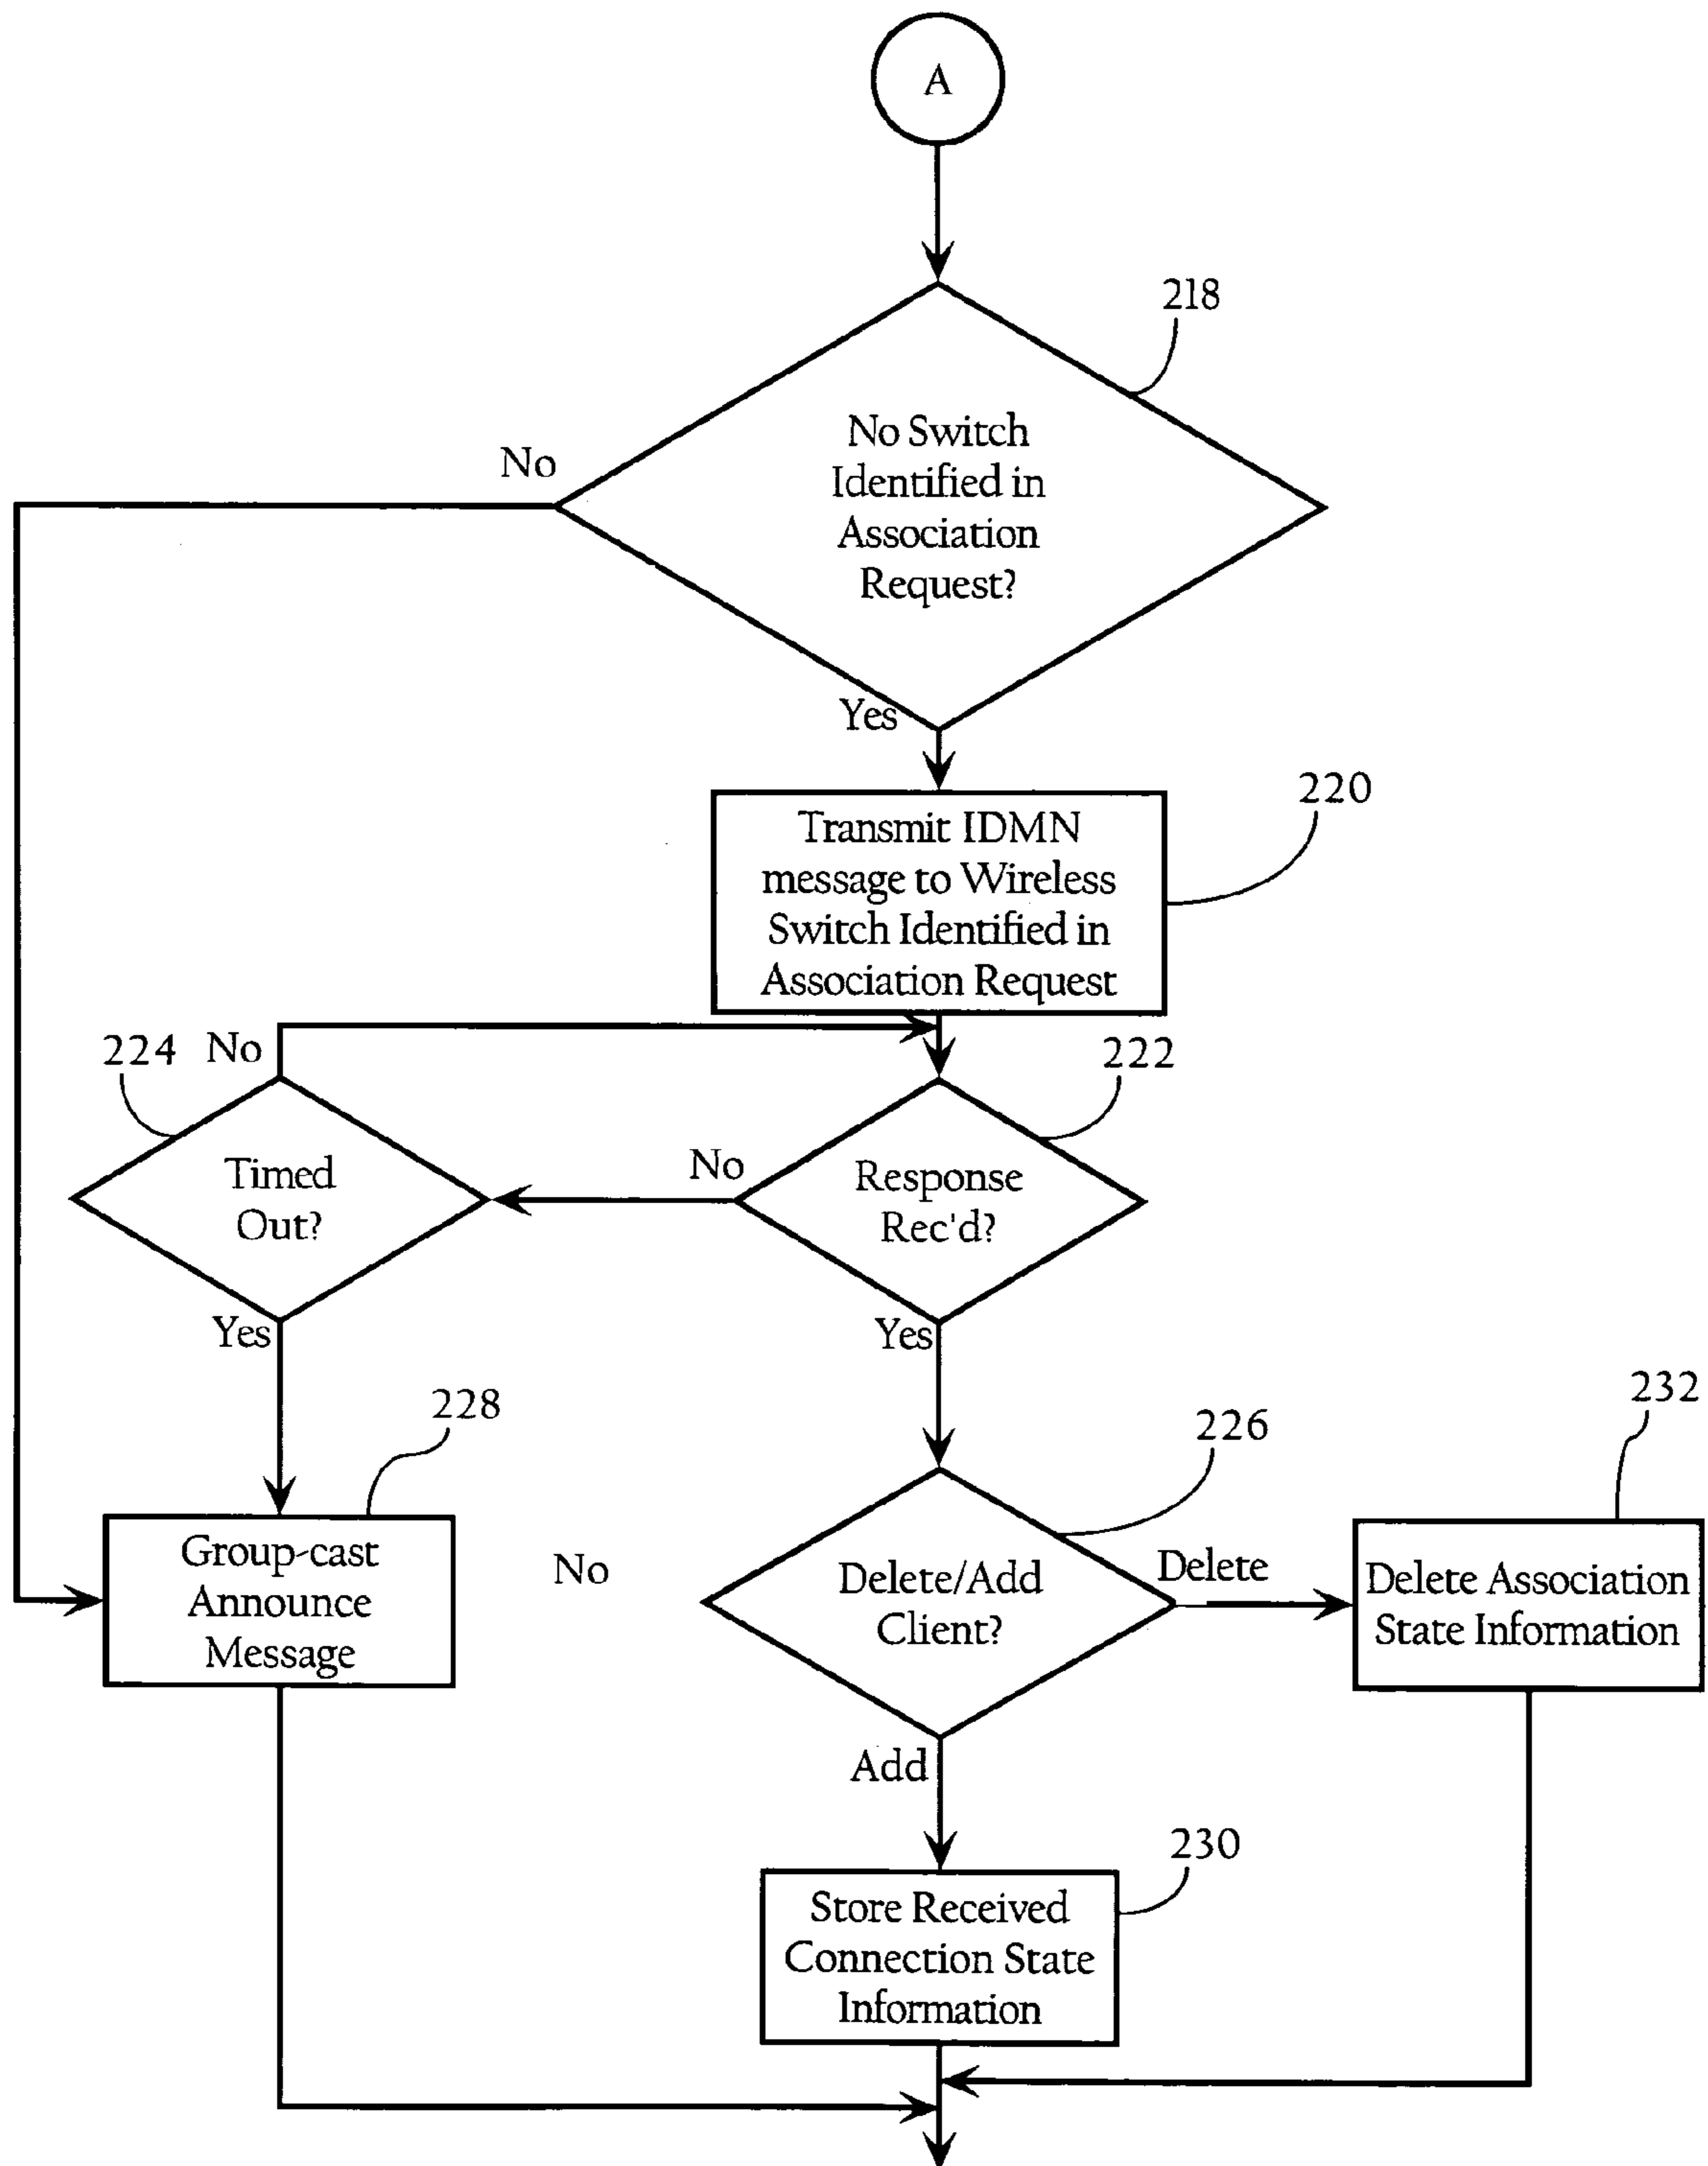 A
218
No Switch
Identified in
Association
Request?
No
Yes
220
Transmit IDMN
message to Wireless
Switch Identified in
Association Request
224
No
222
Timed
Out?
No
Response
Rec'd?
Yes
Yes
228
226
232
Group-cast
Announce
Message
No
Delete/Add
Client?
Delete
Delete Association
State Information
Add
230
Store Received
Connection State
Information